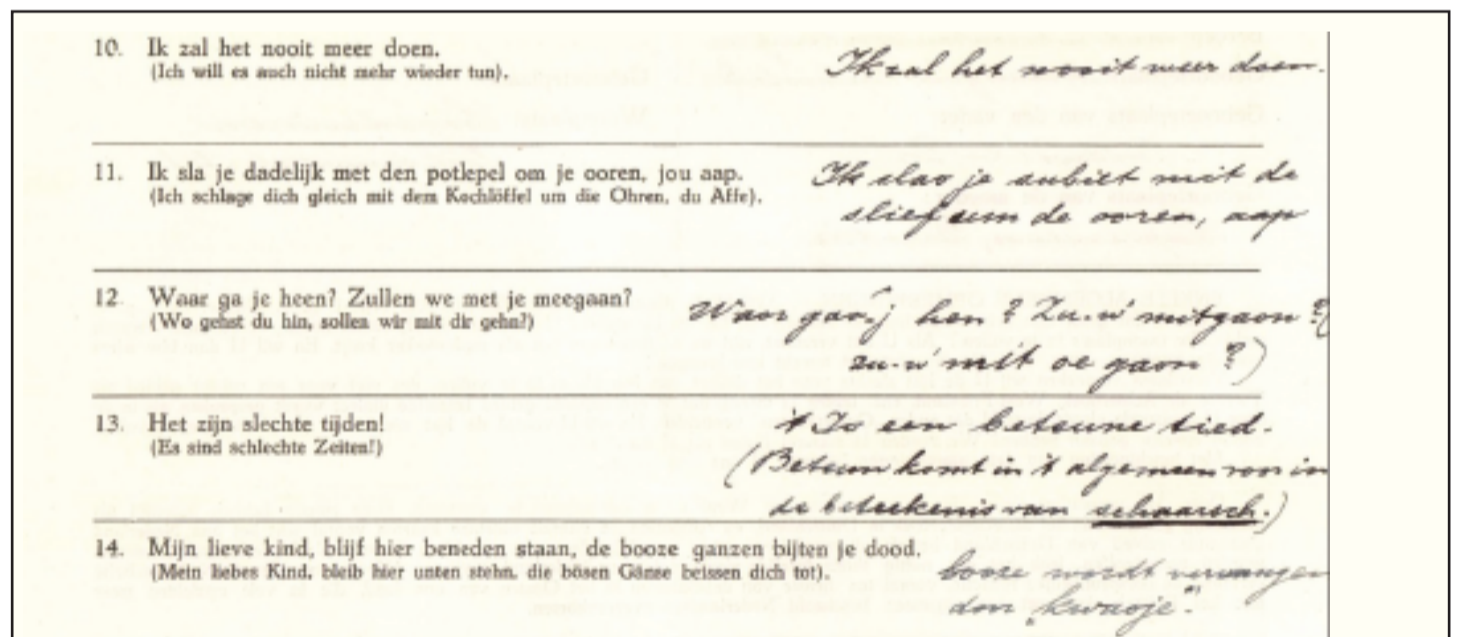 10. Ik zal het nooit meer doen.
(Ich will es auch nicht mehr wieder tun).
Ik zal het nooit meer doen.
11. Ik sla je dadelijk met den potlepel om je ooren, jou aap.
(Ich schlage dich gleich mit dem Kochlöffel um die Ohren, du Affe).
Ik slao je subiet mit de
slief um de ooren, aap
12 Waar ga je heen? Zullen we met je meegaan?
(Wo gehst du hin, sollen wir mit dir gehn?)
Waor gao-j hen? Zu-w mitgaon?(
zu-w mit oe gaon?)
13. Het zijn slechte tijden!
(Es sind schlechte Zeiten!)
't Is een beteune tied.
(Beteun komt in 't algemeen voor in
de beteekenis van schaarsch.)
14. Mijn lieve kind, blijf hier beneden staan, de booze ganzen bijten je dood.
(Mein liebes Kind, bleib hier unten stehn, die bösen Gänse beissen dich tot).
booze wordt vervangen
don "kwaoje".